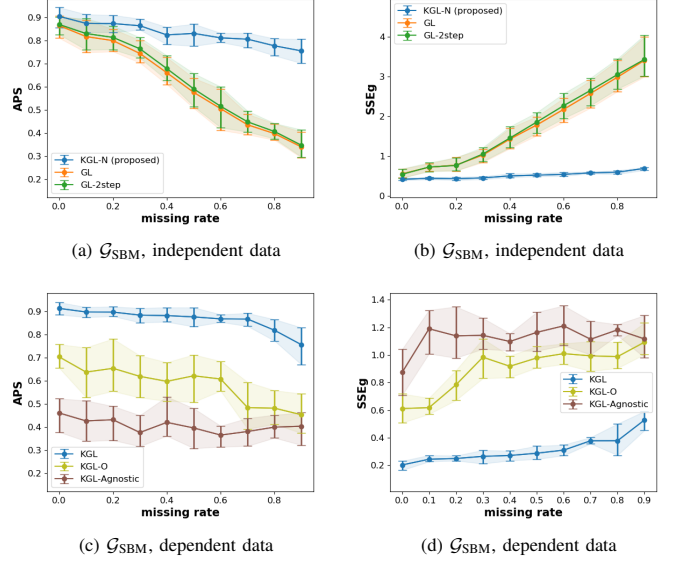 APS
0.9
0.8
0.7
0.6
0.5
0.4
0.3
0.2
KGL-N (proposed)
GL
GL-2step
0.0 0.2 0.4 0.6 0.8
missing rate
(a) 𝒢SBM, independent data
SSEg
4
3
2
1
0
KGL-N (proposed)
GL
GL-2step
0.0 0.2 0.4 0.6 0.8
missing rate
(b) 𝒢SBM, independent data
APS
0.9
0.8
0.7
0.6
0.5
0.4
0.3
0.2
KGL
KGL-O
KGL-Agnostic
0.0 0.2 0.4 0.6 0.8
missing rate
(c) 𝒢SBM, dependent data
SSEg
1.4
1.2
1.0
0.8
0.6
0.4
0.2
KGL
KGL-O
KGL-Agnostic
0.0 0.1 0.2 0.3 0.4 0.5 0.6 0.7 0.8 0.9
missing rate
(d) 𝒢SBM, dependent data